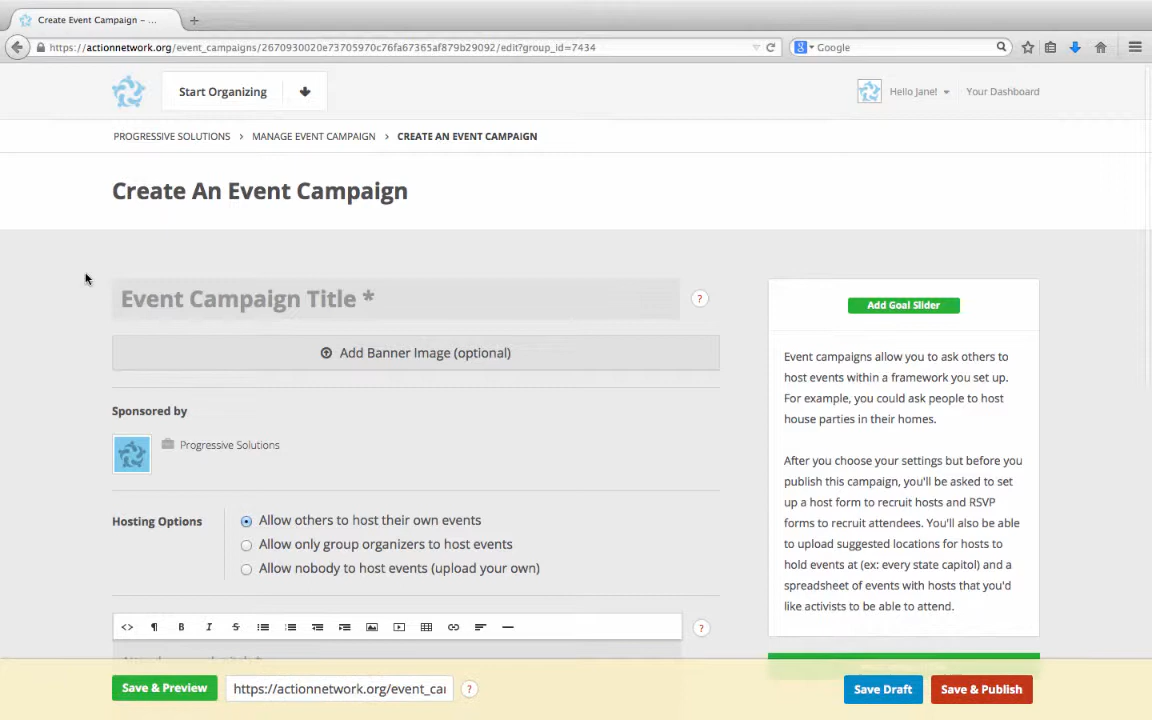 Create Event Campaign – ...
https://actionnetwork.org/event_campaigns/2670930020e73705970c76fa67365af879b29092/edit?group_id=7434
Google
Start Organizing
Hello Jane!
Your Dashboard
PROGRESSIVE SOLUTIONS > MANAGE EVENT CAMPAIGN > CREATE AN EVENT CAMPAIGN
Create An Event Campaign
Event Campaign Title *
?
Add Banner Image (optional)
Sponsored by
Progressive Solutions
Hosting Options
Allow others to host their own events
Allow only group organizers to host events
Allow nobody to host events (upload your own)
?
Add Goal Slider
Event campaigns allow you to ask others to
host events within a framework you set up.
For example, you could ask people to host
house parties in their homes.
After you choose your settings but before you
publish this campaign, you'll be asked to set
up a host form to recruit hosts and RSVP
forms to recruit attendees. You'll also be able
to upload suggested locations for hosts to
hold events at (ex: every state capitol) and a
spreadsheet of events with hosts that you'd
like activists to be able to attend.
Save & Preview
https://actionnetwork.org/event_ca
?
Save Draft
Save & Publish